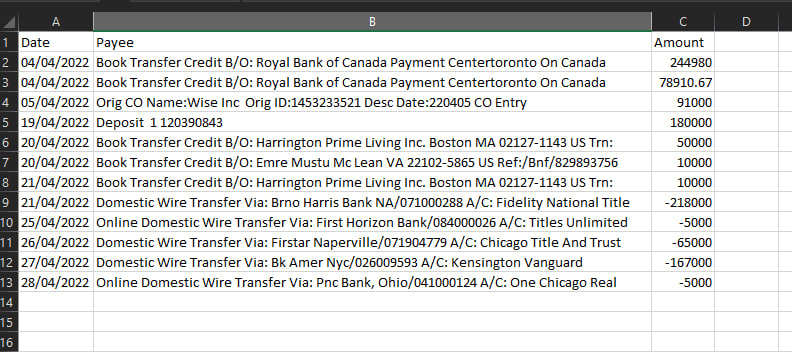 A B C D
1 Date Payee Amount
2 04/04/2022 Book Transfer Credit B/O: Royal Bank of Canada Payment Centertoronto On Canada 244980
3 04/04/2022 Book Transfer Credit B/O: Royal Bank of Canada Payment Centertoronto On Canada 78910.67
4 05/04/2022 Orig CO Name:Wise Inc Orig ID:1453233521 Desc Date:220405 CO Entry 91000
5 19/04/2022 Deposit 1 120390843 180000
6 20/04/2022 Book Transfer Credit B/O: Harrington Prime Living Inc. Boston MA 02127-1143 US Trn: 50000
7 20/04/2022 Book Transfer Credit B/O: Emre Mustu Mc Lean VA 22102-5865 US Ref:/Bnf/829893756 10000
8 21/04/2022 Book Transfer Credit B/O: Harrington Prime Living Inc. Boston MA 02127-1143 US Trn: 10000
9 21/04/2022 Domestic Wire Transfer Via: Brno Harris Bank NA/071000288 A/C: Fidelity National Title -218000
10 25/04/2022 Online Domestic Wire Transfer Via: First Horizon Bank/084000026 A/C: Titles Unlimited -5000
11 26/04/2022 Domestic Wire Transfer Via: Firstar Naperville/071904779 A/C: Chicago Title And Trust -65000
12 27/04/2022 Domestic Wire Transfer Via: Bk Amer Nyc/026009593 A/C: Kensington Vanguard -167000
13 28/04/2022 Online Domestic Wire Transfer Via: Pnc Bank, Ohio/041000124 A/C: One Chicago Real -5000
14
15
16